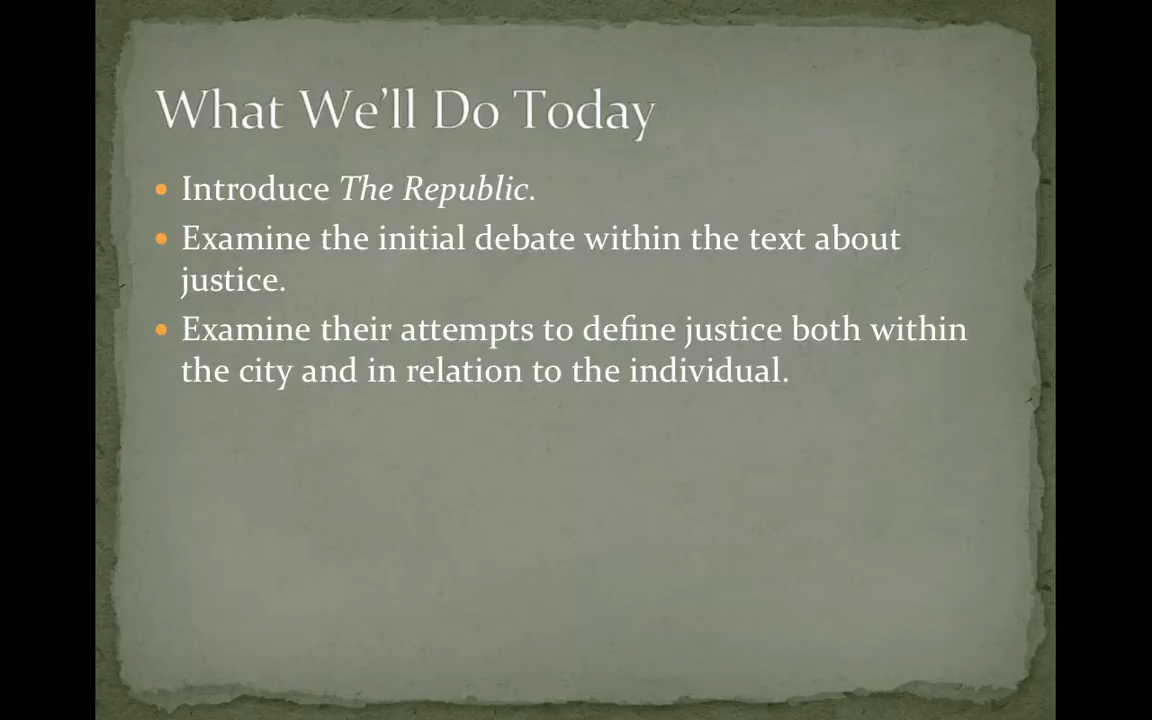 What We’ll Do Today
• Introduce The Republic.
• Examine the initial debate within the text about
justice.
• Examine their attempts to define justice both within
the city and in relation to the individual.